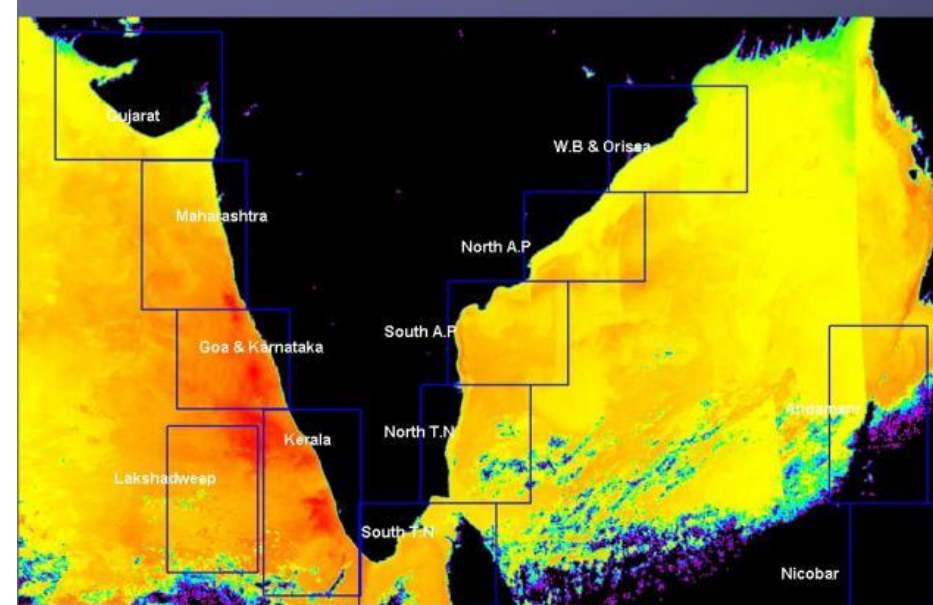 Gujarat
W.B & Orissa
Maharashtra
North A.P
South A.P
Goa & Karnataka
North T.N
Kerala
Andaman
Lakshadweep
South T.N
Nicobar